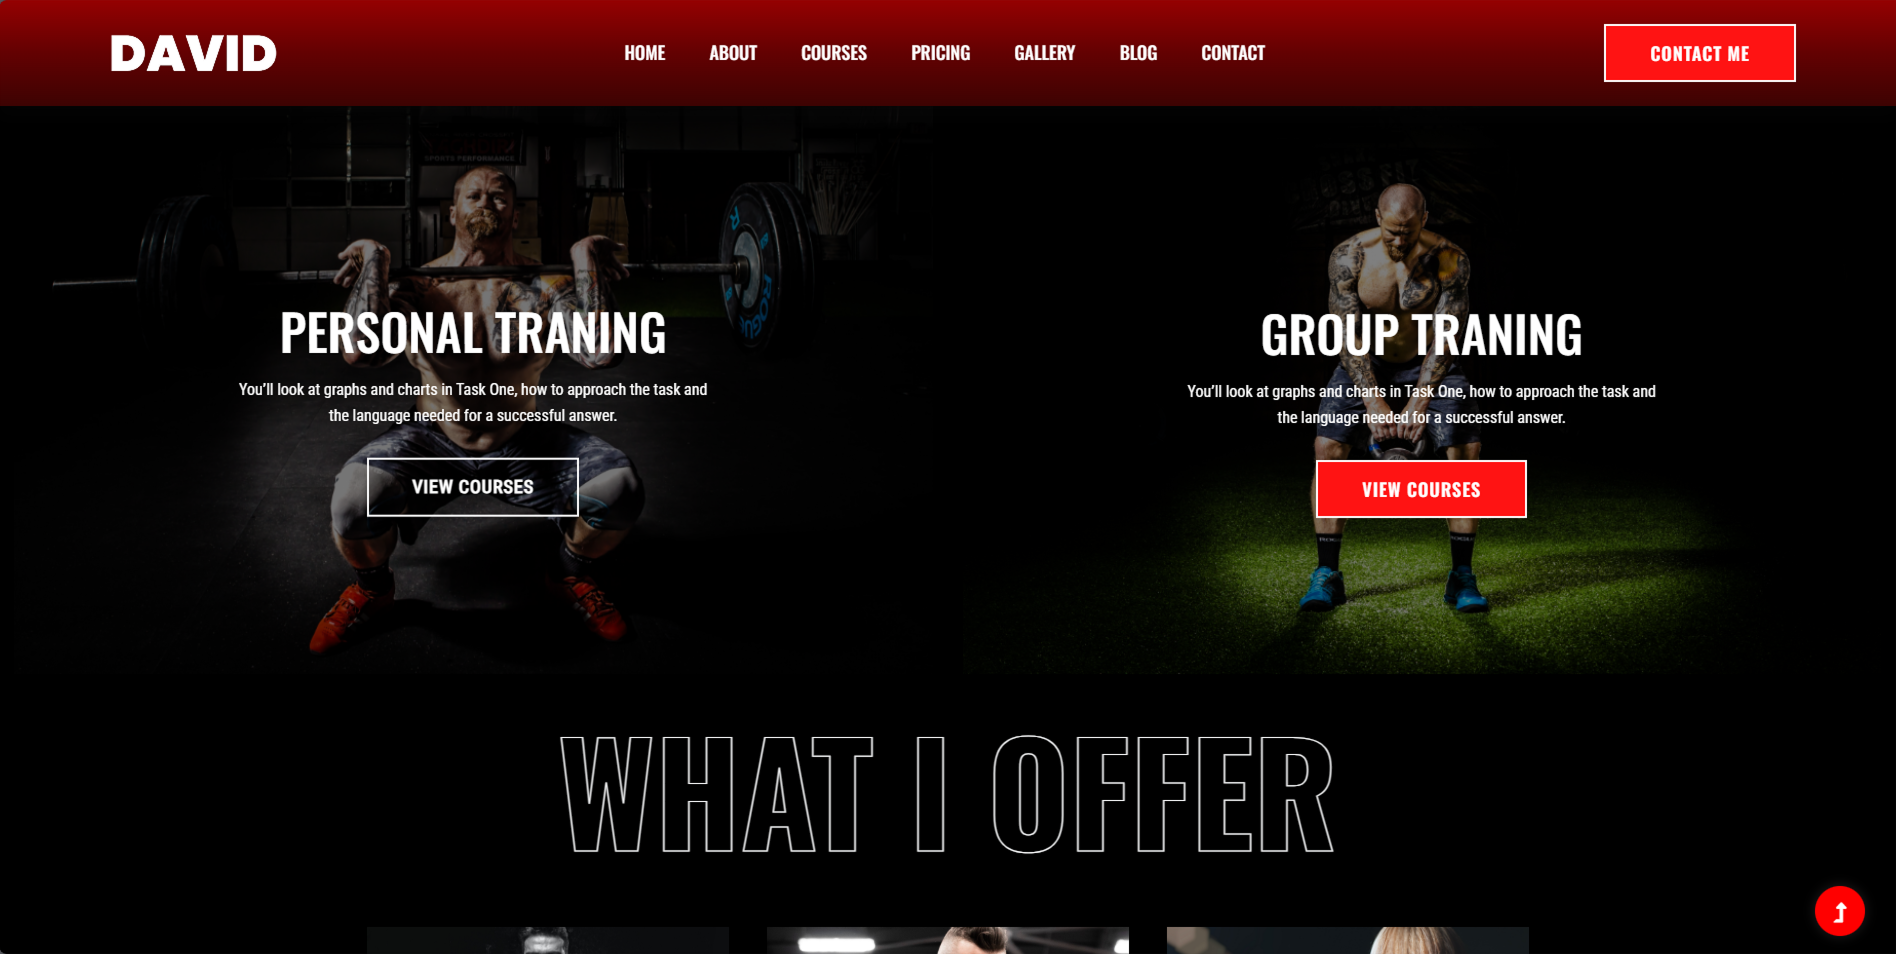 DAVID
HOME ABOUT COURSES PRICING GALLERY BLOG CONTACT
CONTACT ME
SPORTS PERFORMANCE
ROGUE
PERSONAL TRANING
You’ll look at graphs and charts in Task One, how to approach the task and
the language needed for a successful answer.
VIEW COURSES
GROUP TRANING
You’ll look at graphs and charts in Task One, how to approach the task and
the language needed for a successful answer.
VIEW COURSES
WHAT I OFFER